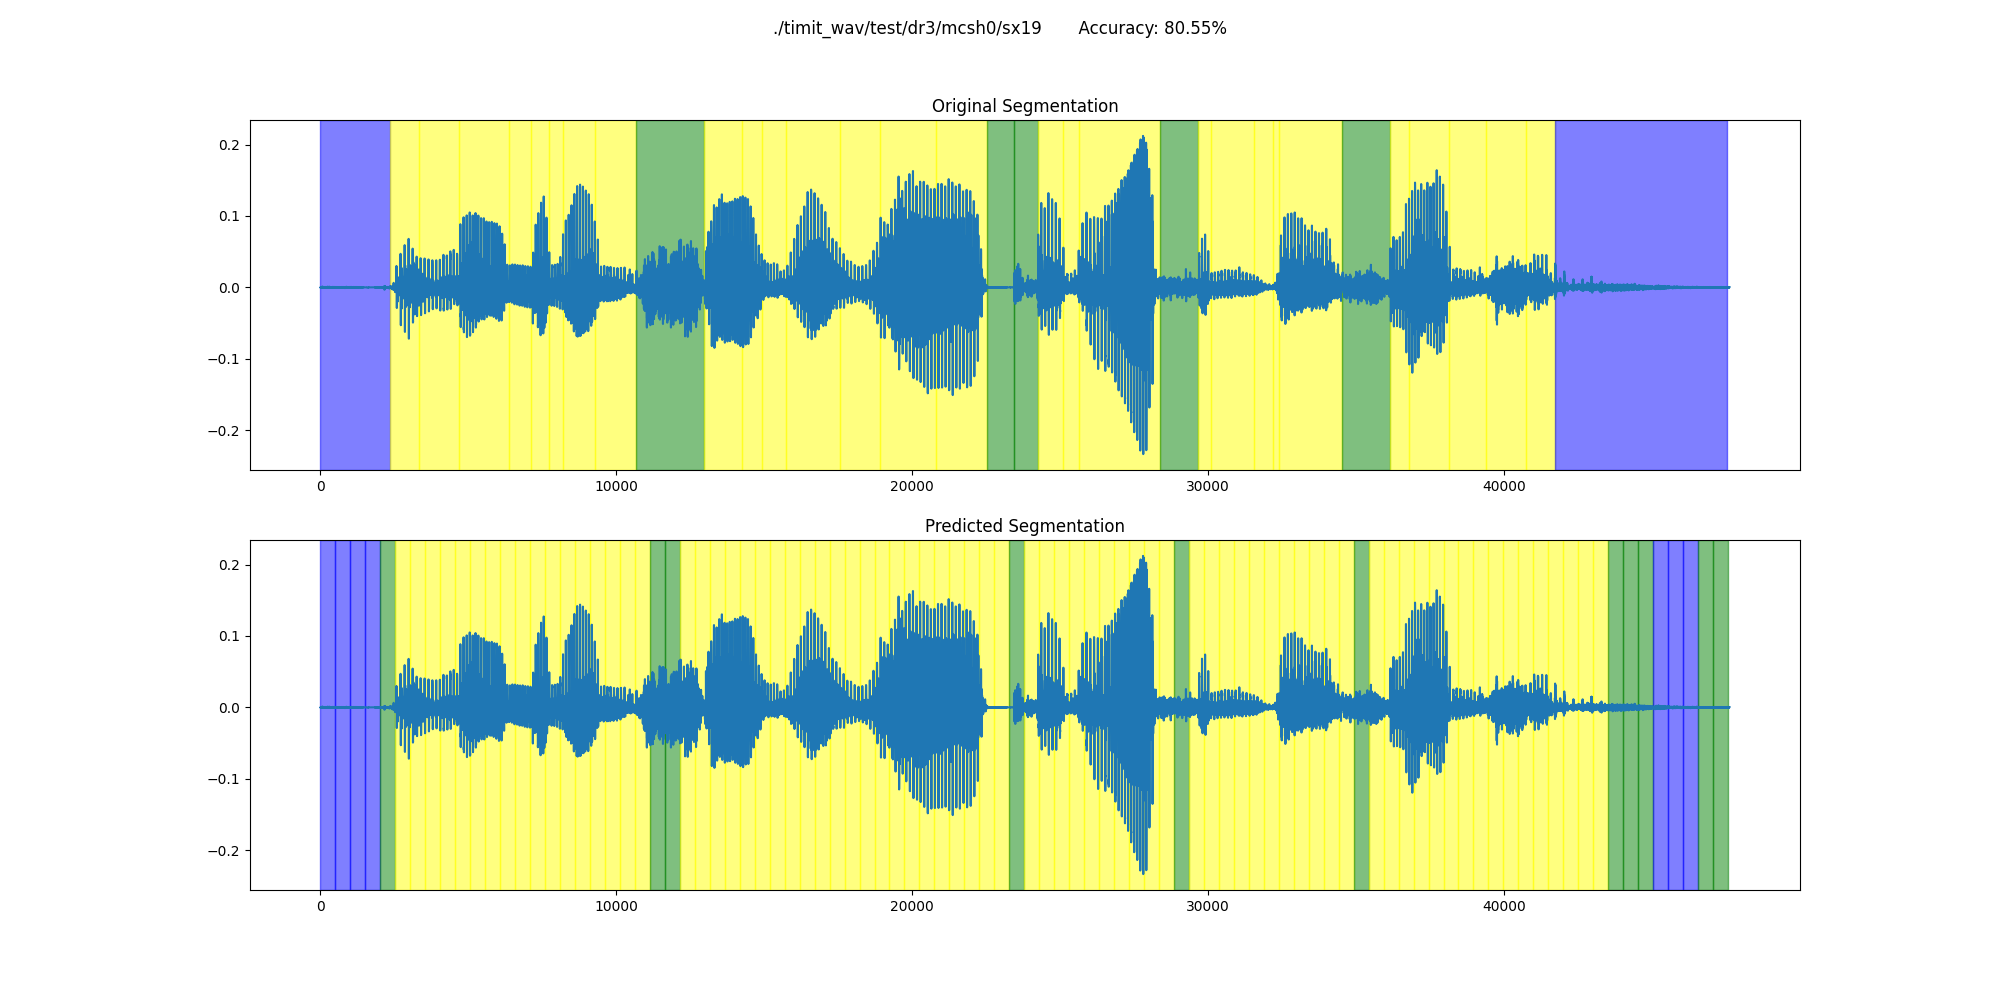 ./timit_wav/test/dr3/mcsh0/sx19 Accuracy: 80.55%
Original Segmentation
0.2
0.1
0.0
−0.1
−0.2
0 10000 20000 30000 40000
Predicted Segmentation
0.2
0.1
0.0
−0.1
−0.2
0 10000 20000 30000 40000